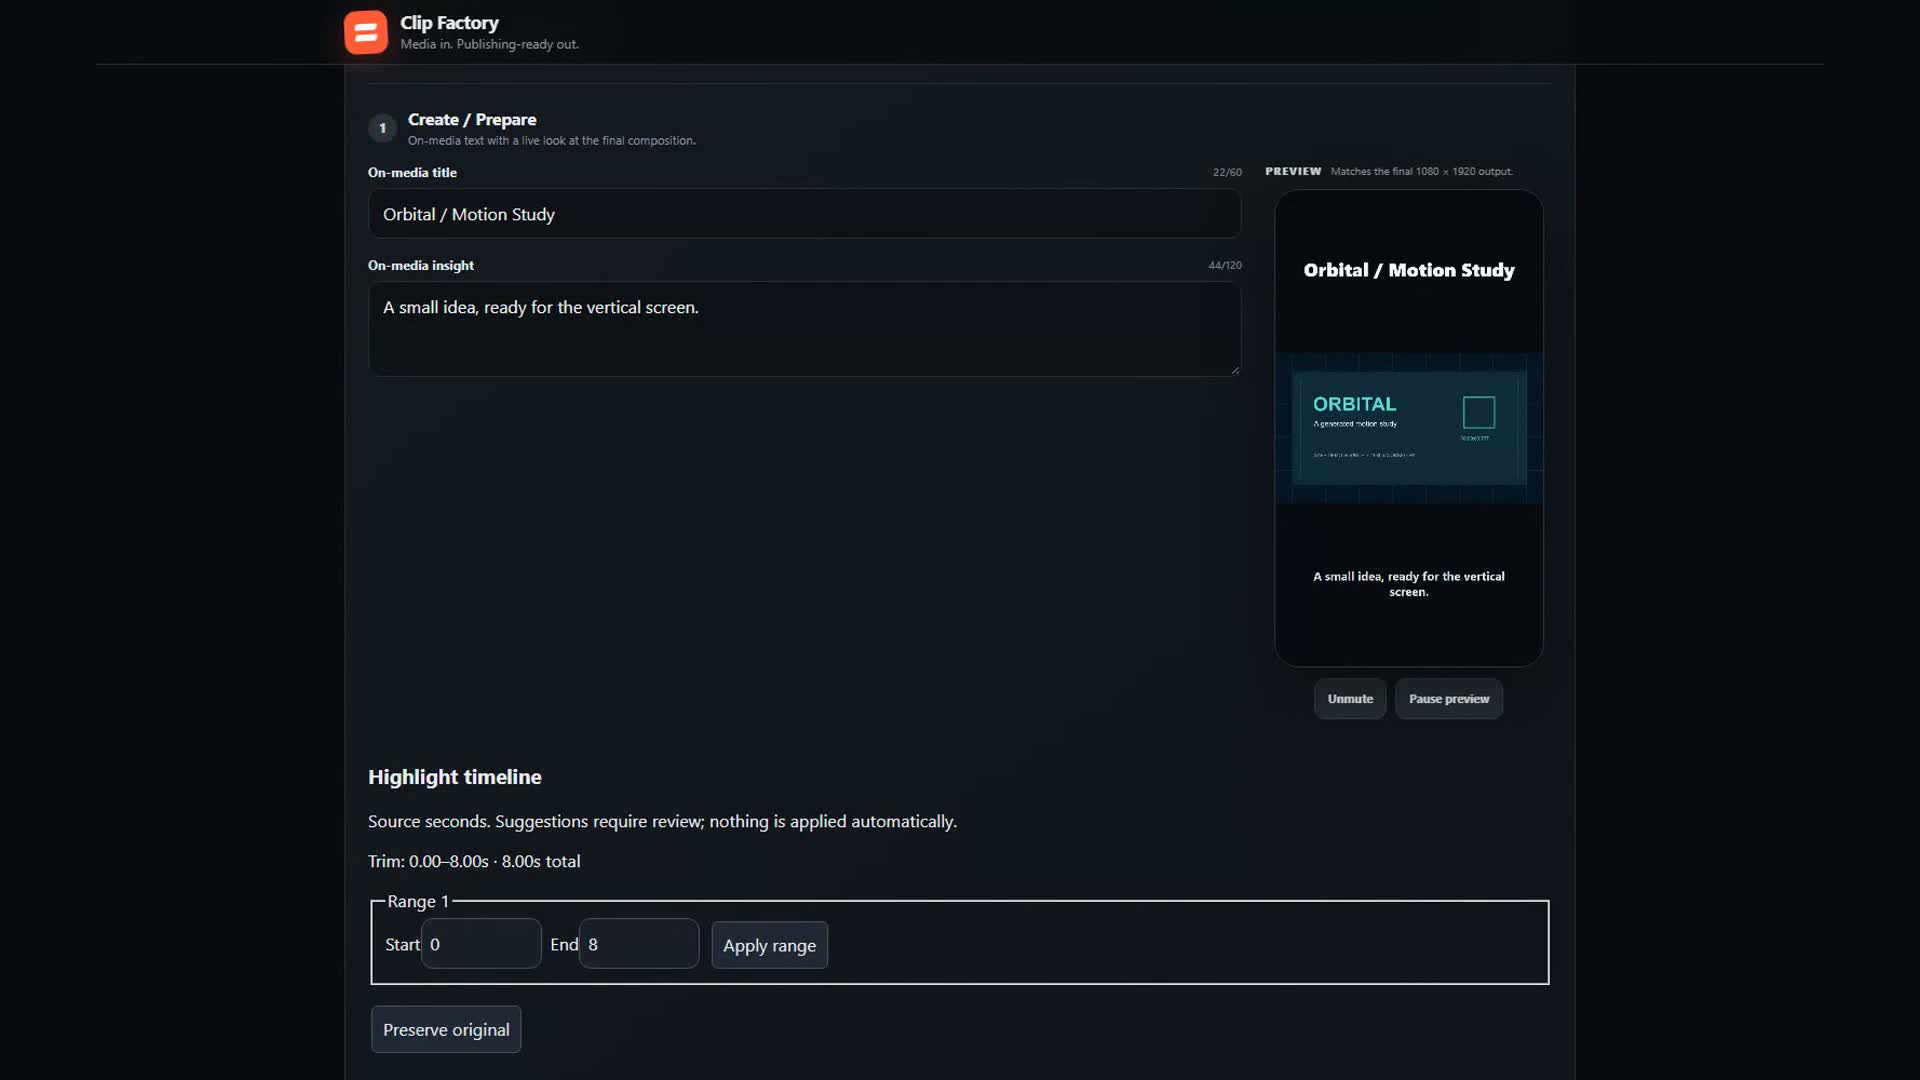 Clip Factory
Media in. Publishing-ready out.
1
Create / Prepare
On-media text with a live look at the final composition.
On-media title
22/60
Orbital / Motion Study
On-media insight
44/120
A small idea, ready for the vertical screen.
PREVIEW Matches the final 1080 × 1920 output.
Orbital / Motion Study
ORBITAL
A generated motion study
A small idea, ready for the vertical
screen.
Unmute
Pause preview
Highlight timeline
Source seconds. Suggestions require review; nothing is applied automatically.
Trim: 0.00–8.00s · 8.00s total
Range 1
Start 0 End 8 Apply range
Preserve original